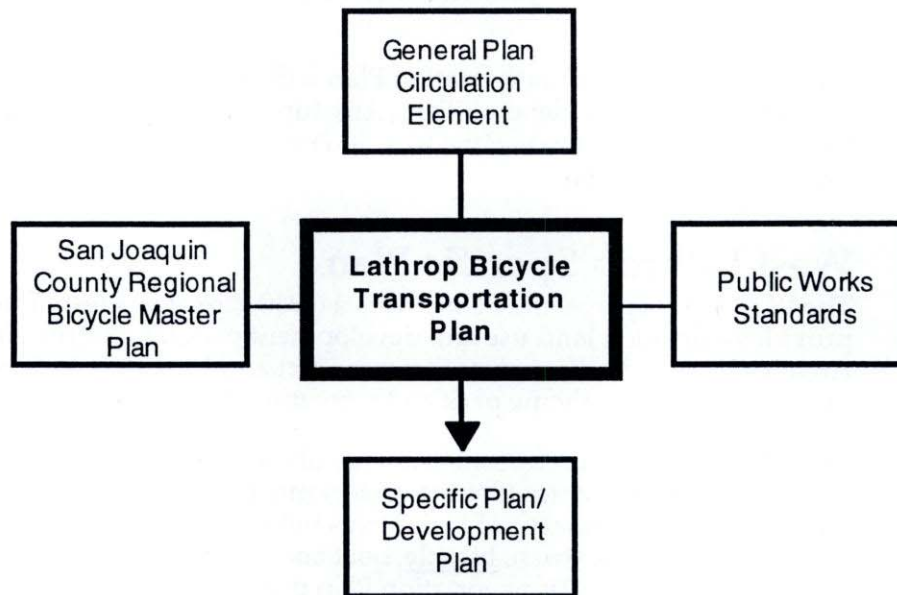 General Plan
Circulation
Element
San Joaquin
County Regional
Bicycle Master
Plan
Lathrop Bicycle
Transportation
Plan
Public Works
Standards
Specific Plan/
Development
Plan